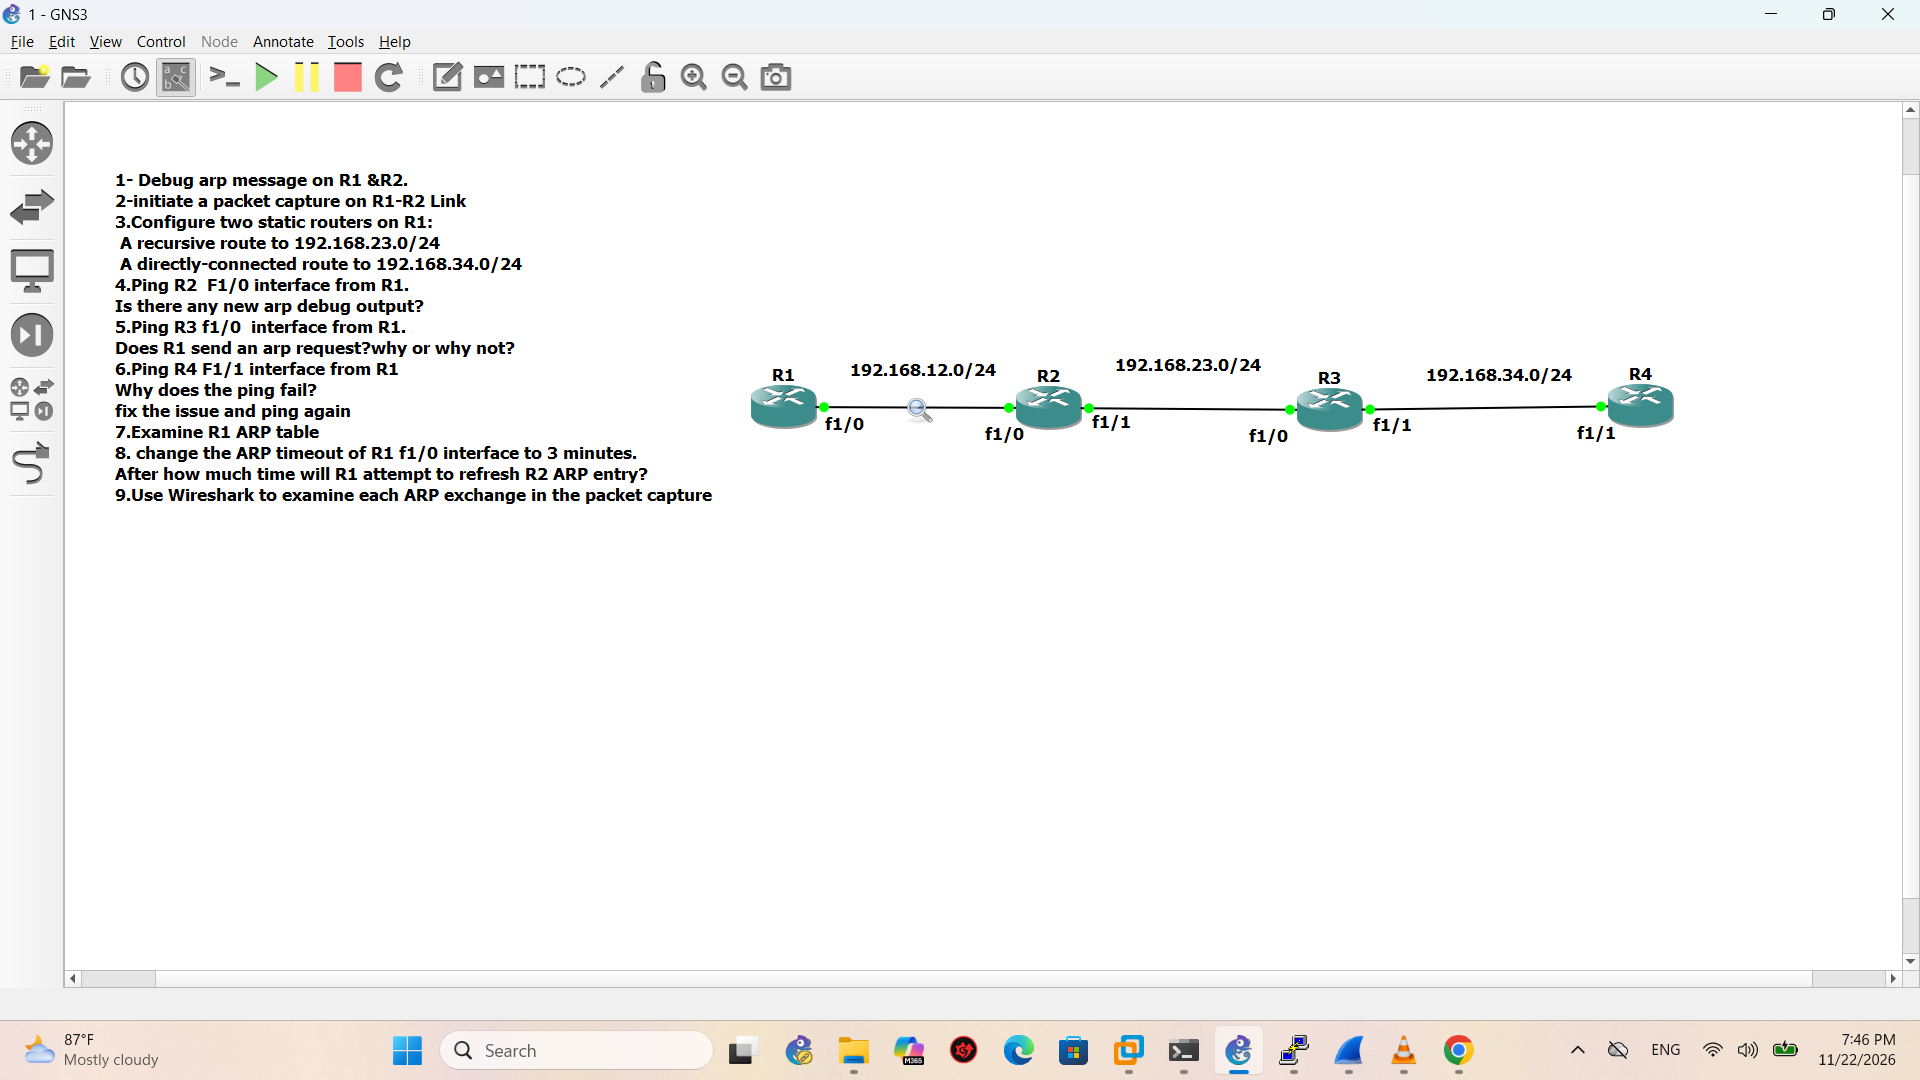 1 - GNS3
File Edit View Control Node Annotate Tools Help
1- Debug arp message on R1 &R2.
2-initiate a packet capture on R1-R2 Link
3.Configure two static routers on R1:
A recursive route to 192.168.23.0/24
A directly-connected route to 192.168.34.0/24
4.Ping R2  F1/0 interface from R1.
Is there any new arp debug output?
5.Ping R3 f1/0  interface from R1.
Does R1 send an arp request?why or why not?
6.Ping R4 F1/1 interface from R1
Why does the ping fail?
fix the issue and ping again
7.Examine R1 ARP table
8. change the ARP timeout of R1 f1/0 interface to 3 minutes.
After how much time will R1 attempt to refresh R2 ARP entry?
9.Use Wireshark to examine each ARP exchange in the packet capture
R1 192.168.12.0/24 R2 192.168.23.0/24 R3 192.168.34.0/24 R4
f1/0 f1/0 f1/1 f1/0 f1/1 f1/1
87°F
Mostly cloudy
Search
M365
ENG
7:46 PM
11/22/2026